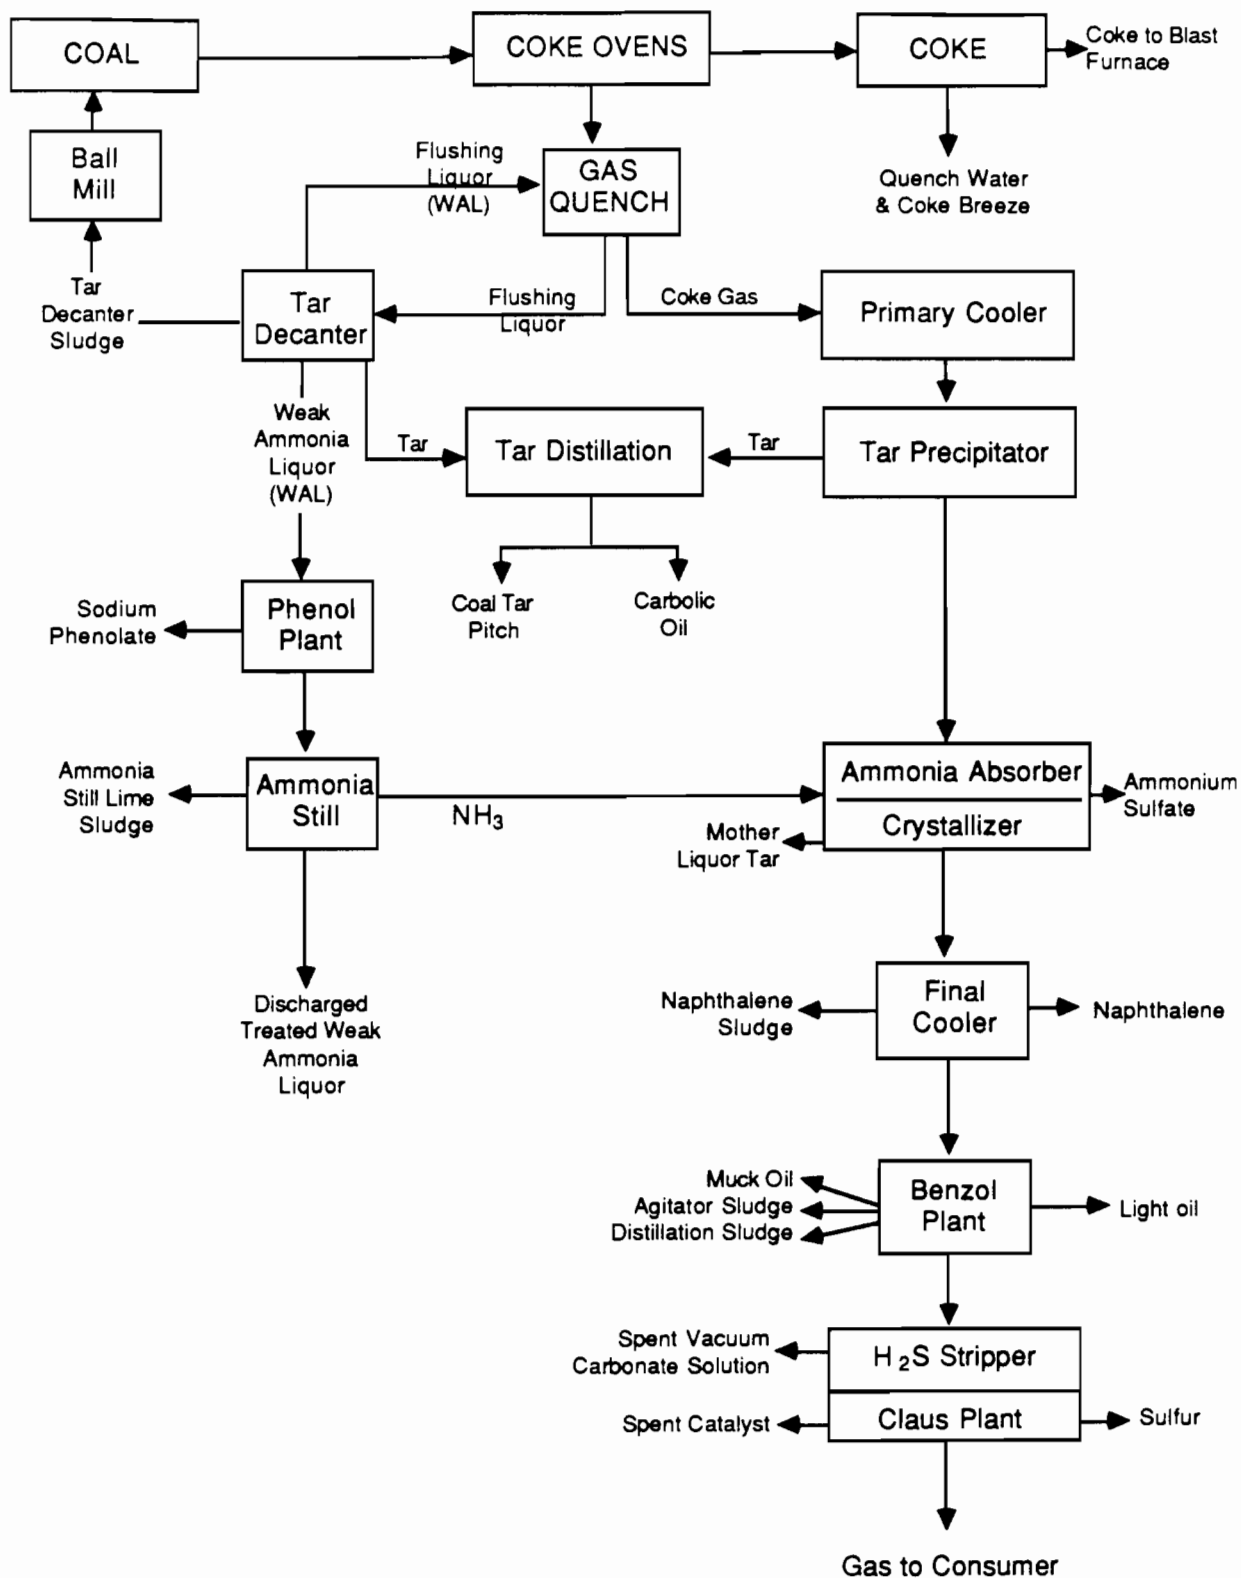 COAL
COKE OVENS
COKE
Coke to Blast
Furnace
Ball
Mill
Flushing
Liquor
(WAL)
GAS
QUENCH
Quench Water
& Coke Breeze
Tar
Decanter
Sludge
Tar
Decanter
Flushing
Liquor
Coke Gas
Primary Cooler
Weak
Ammonia
Liquor
(WAL)
Tar
Tar Distillation
Tar
Tar Precipitator
Coal Tar
Pitch
Carbolic
Oil
Sodium
Phenolate
Phenol
Plant
Ammonia
Still Lime
Sludge
Ammonia
Still
NH3
Ammonia Absorber
Crystallizer
Ammonium
Sulfate
Mother
Liquor Tar
Discharged
Treated Weak
Ammonia
Liquor
Naphthalene
Sludge
Final
Cooler
Naphthalene
Muck Oil
Agitator Sludge
Distillation Sludge
Benzol
Plant
Light oil
Spent Vacuum
Carbonate Solution
H2S Stripper
Spent Catalyst
Claus Plant
Sulfur
Gas to Consumer